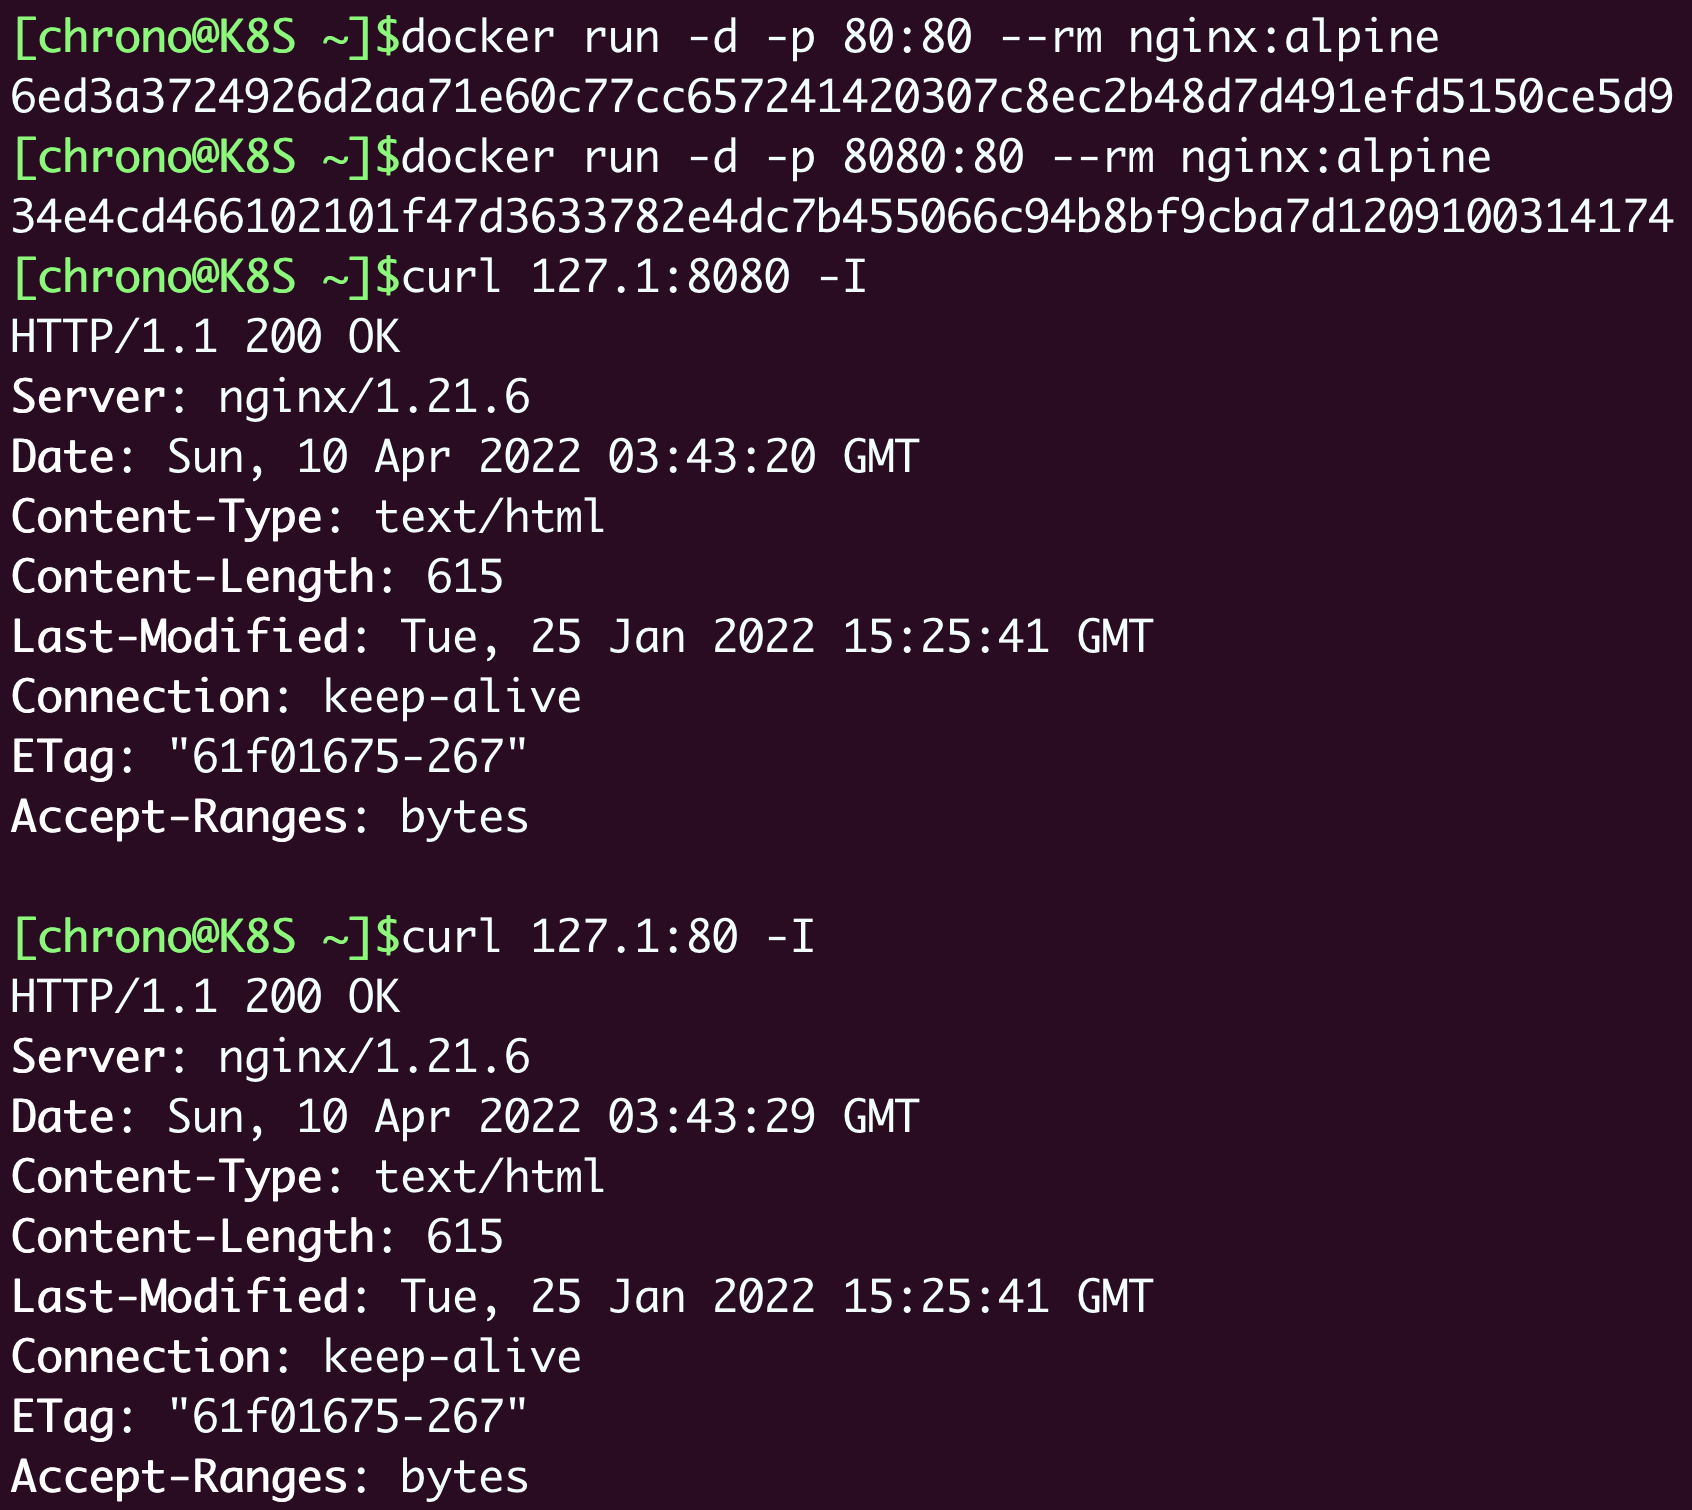 [chrono@K8S ~]$docker run -d -p 80:80 --rm nginx:alpine
6ed3a3724926d2aa71e60c77cc657241420307c8ec2b48d7d491efd5150ce5d9
[chrono@K8S ~]$docker run -d -p 8080:80 --rm nginx:alpine
34e4cd466102101f47d3633782e4dc7b455066c94b8bf9cba7d1209100314174
[chrono@K8S ~]$curl 127.1:8080 -I
HTTP/1.1 200 OK
Server: nginx/1.21.6
Date: Sun, 10 Apr 2022 03:43:20 GMT
Content-Type: text/html
Content-Length: 615
Last-Modified: Tue, 25 Jan 2022 15:25:41 GMT
Connection: keep-alive
ETag: "61f01675-267"
Accept-Ranges: bytes
[chrono@K8S ~]$curl 127.1:80 -I
HTTP/1.1 200 OK
Server: nginx/1.21.6
Date: Sun, 10 Apr 2022 03:43:29 GMT
Content-Type: text/html
Content-Length: 615
Last-Modified: Tue, 25 Jan 2022 15:25:41 GMT
Connection: keep-alive
ETag: "61f01675-267"
Accept-Ranges: bytes